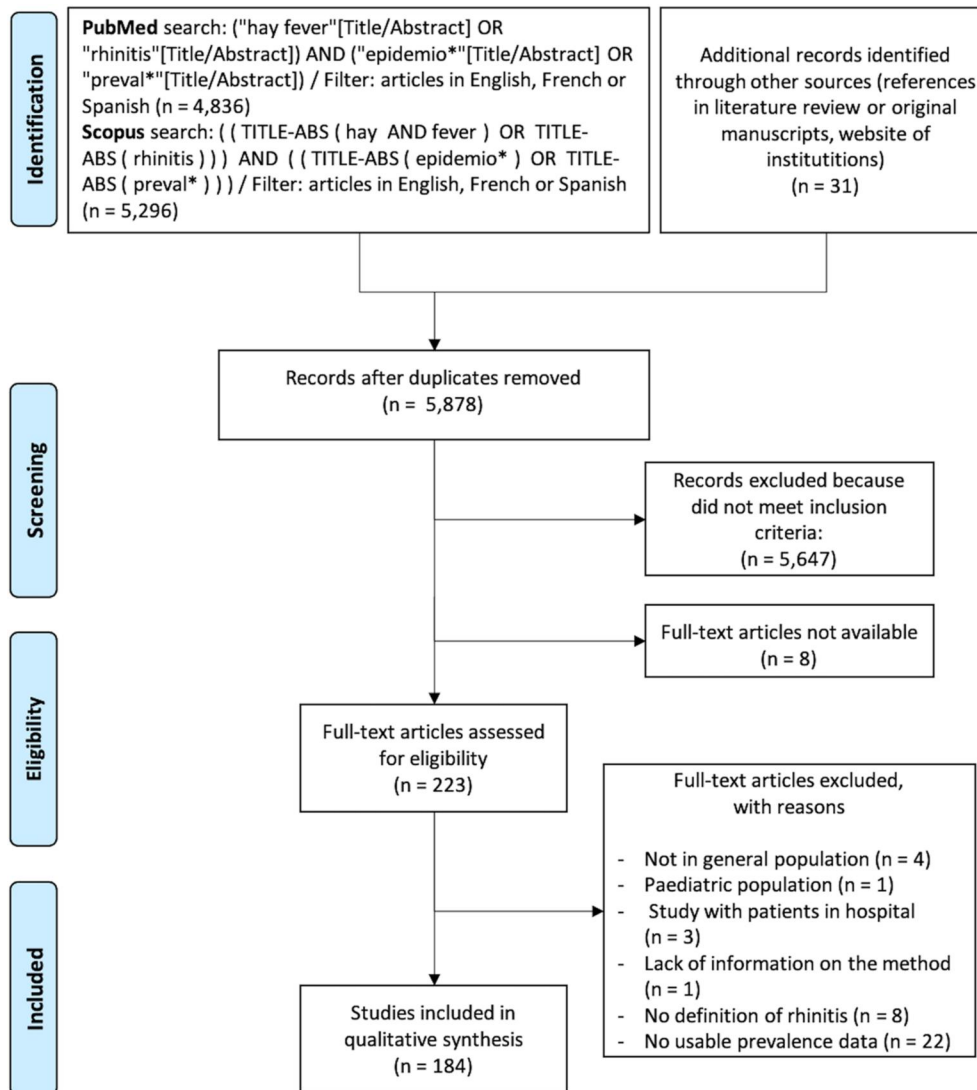 Identification
PubMed search: ("hay fever"[Title/Abstract] OR
"rhinitis"[Title/Abstract]) AND ("epidemio*"[Title/Abstract] OR
"preval*"[Title/Abstract]) / Filter: articles in English, French or
Spanish (n = 4,836)
Scopus search: ( ( TITLE-ABS ( hay AND fever ) OR TITLE-
ABS ( rhinitis ) ) ) AND ( ( TITLE-ABS ( epidemio* ) OR TITLE-
ABS ( preval* ) ) ) / Filter: articles in English, French or Spanish
(n = 5,296)
Additional records identified
through other sources (references
in literature review or original
manuscripts, website of
institutitions)
(n = 31)
Screening
Records after duplicates removed
(n = 5,878)
Records excluded because
did not meet inclusion
criteria:
(n = 5,647)
Eligibility
Full-text articles not available
(n = 8)
Full-text articles assessed
for eligibility
(n = 223)
Full-text articles excluded,
with reasons
- Not in general population (n = 4)
- Paediatric population (n = 1)
- Study with patients in hospital
(n = 3)
- Lack of information on the method
(n = 1)
- No definition of rhinitis (n = 8)
- No usable prevalence data (n = 22)
Included
Studies included in
qualitative synthesis
(n = 184)